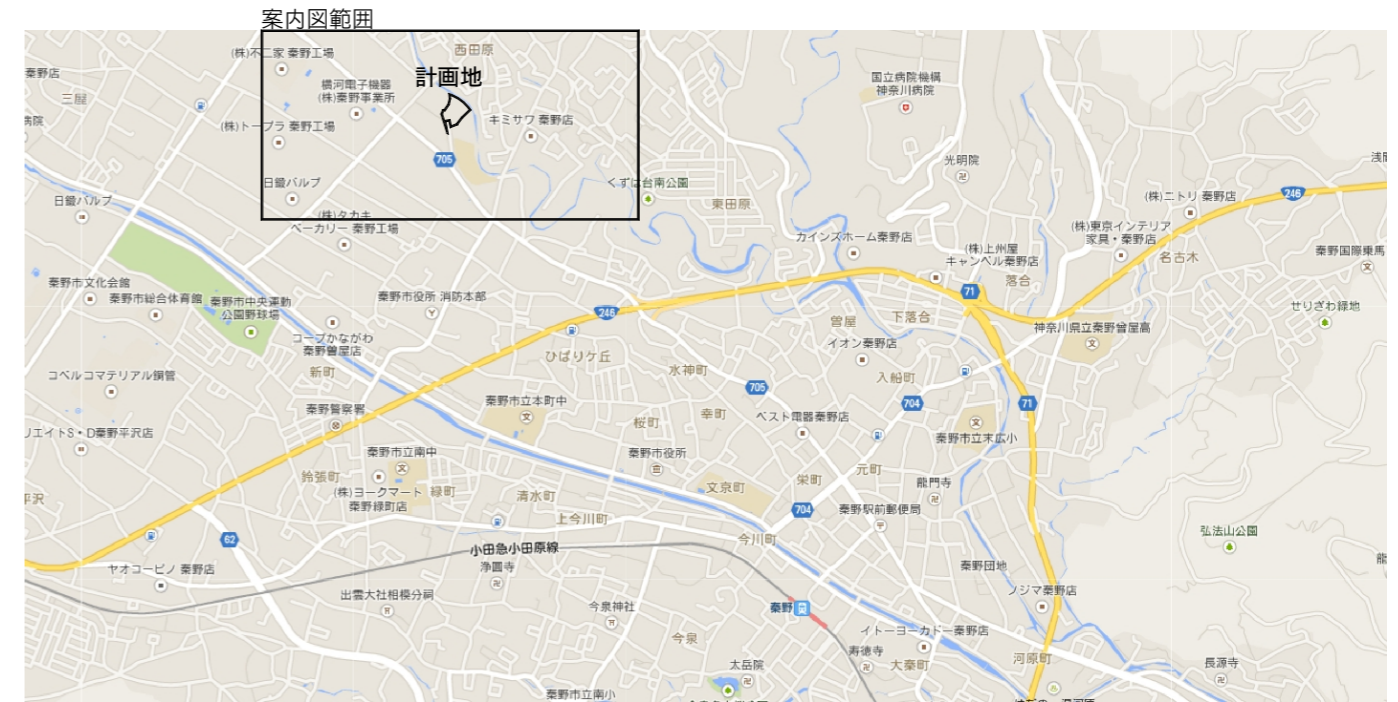 案内図範囲
(株)不二家 秦野工場
西田原
秦野店
三屋
計画地
横河電子機器
(株)秦野事業所
国立病院機構
神奈川病院
病院
(株)トープラ 秦野工場
キミサワ 秦野店
705
光明院
浅間
日鍛バルブ
くずは台南公園
日鍛バルブ
東田原
(株)ニトリ 秦野店
246
(株)タカキ
ベーカリー 秦野工場
カインズホーム秦野店
(株)東京インテリア
家具・秦野店
(株)上州屋
キャンベル秦野店
名古木
秦野国際乗馬
落合
秦野市文化会館
秦野市総合体育館
秦野市中央運動
公園野球場
秦野市役所 消防本部
71
246
せりざわ緑地
曽屋
下落合
神奈川県立秦野曽屋高
コープかながわ
秦野曽屋店
イオン秦野店
ひばりケ丘
新町
水神町
コベルコマテリアル銅管
入船町
705
704
71
秦野警察署
秦野市立本町中
桜町
幸町
ベスト電器秦野店
リエイトS・D秦野平沢店
秦野市立末広小
秦野市立南中
秦野市役所
元町
鈴張町
(株)ヨークマート
秦野緑町店
緑町
清水町
文京町
栄町
龍門寺
平沢
704
秦野駅前郵便局
上今川町
今川町
弘法山公園
62
小田急小田原線
浄圓寺
ヤオコーピノ 秦野店
秦野団地
龍
出雲大社相模分祠
今泉神社
秦野
ノジマ秦野店
今泉
イトーヨーカドー秦野店
寿徳寺
大秦町
河原町
太岳院
長源寺
秦野市立南小